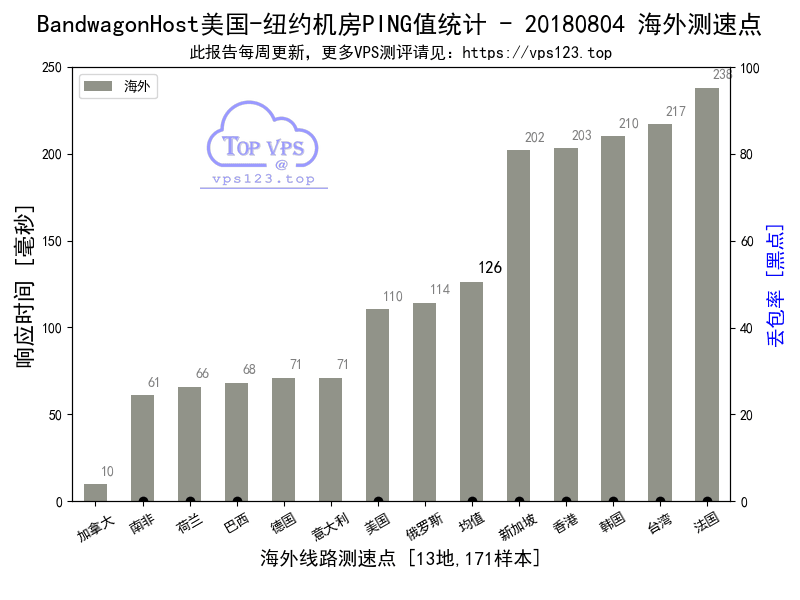 BandwagonHost美国-纽约机房PING值统计 - 20180804 海外测速点
此报告每周更新，更多VPS测评请见：https://vps123.top
250
200
150
100
50
0
响应时间 [毫秒]
海外
TOP VPS
@
vps123.top
10
61
66
68
71
71
110
114
126
202
203
210
217
238
100
80
60
40
20
0
丢包率 [黑点]
加拿大
南非
荷兰
巴西
德国
意大利
美国
俄罗斯
均值
新加坡
香港
韩国
台湾
法国
海外线路测速点 [13地,171样本]